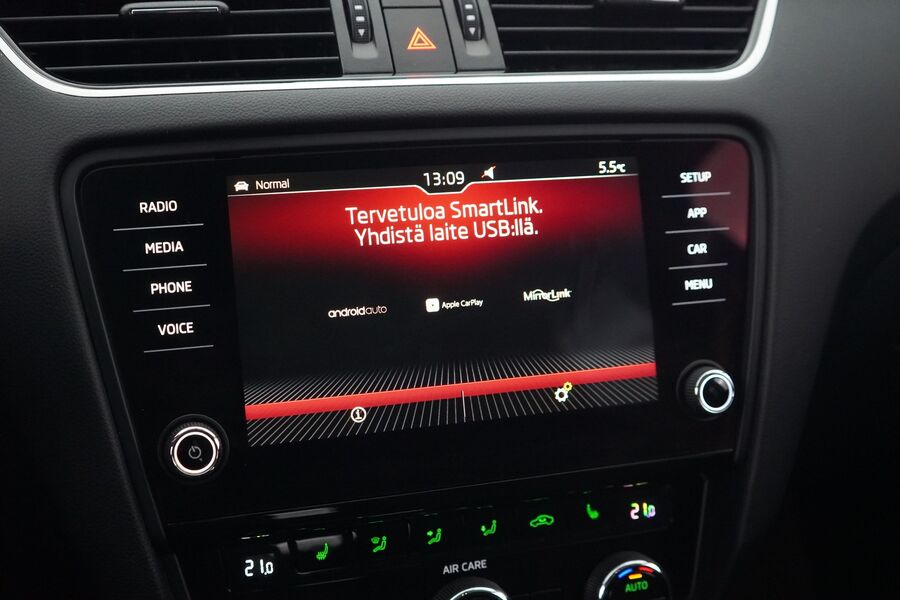 Normal
13:09
5.5°C
Tervetuloa SmartLink.
Yhdistä laite USB:llä.
androidauto
Apple CarPlay
MirrorLink
RADIO
MEDIA
PHONE
VOICE
SETUP
APP
CAR
MENU
21.0
21.0
AIR CARE
AUTO